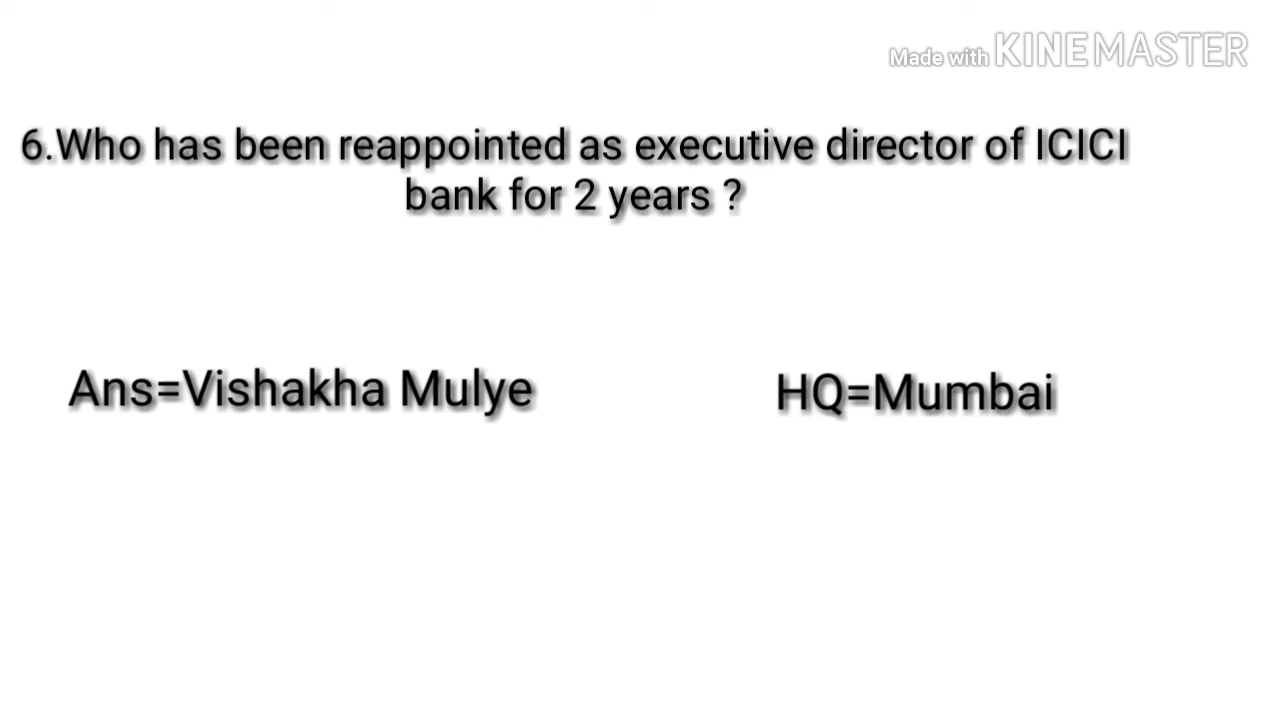 Made with KINEMASTER
6.Who has been reappointed as executive director of ICICI
bank for 2 years ?
Ans=Vishakha Mulye HQ=Mumbai